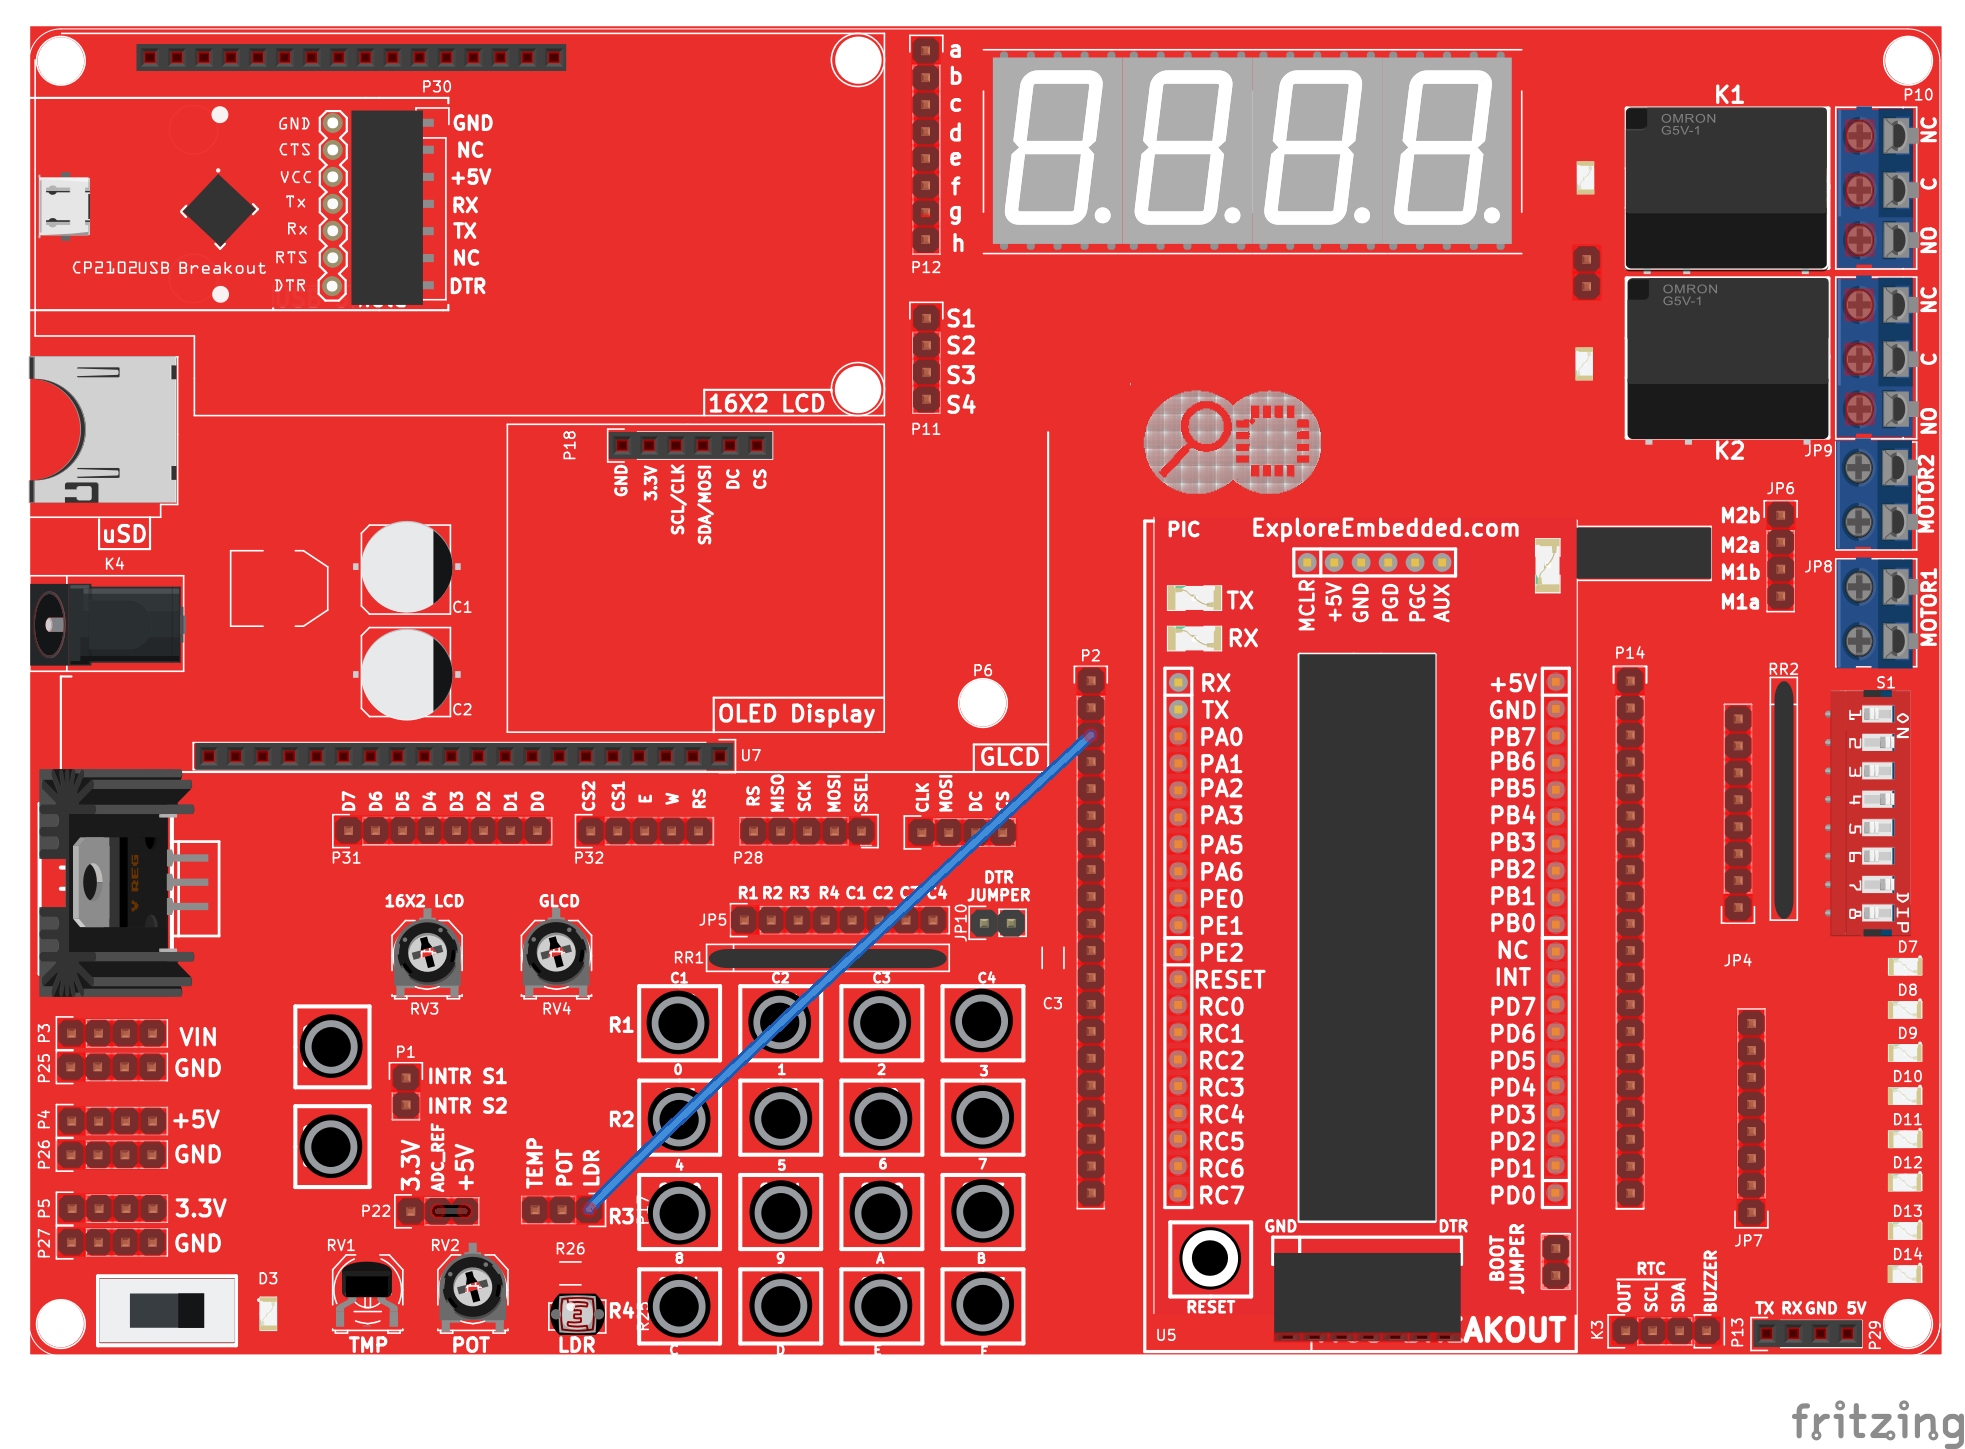 P30
GND GND
CTS NC
VCC +5V
Tx RX
Rx TX
RTS NC
DTR DTR
CP2102USB Breakout
a
b
c
d
e
f
g
h
P12
S1
S2
S3
S4
P11
K1
OMRON
G5V-1
P10
NC
C
NO
OMRON
G5V-1
NC
C
NO
K2
JP9
MOTOR2
JP6
M2b
M2a
M1b
M1a
JP8
MOTOR1
16X2 LCD
P18
GND
3.3V
SCL/CLK
SDA/MOSI
DC
CS
uSD
K4
C1
C2
P6
OLED Display
GLCD
U7
PIC
ExploreEmbedded.com
TX
RX
MCLR
+5V
GND
PGD
PGC
AUX
P2
RX
TX
PA0
PA1
PA2
PA3
PA5
PA6
PE0
PE1
PE2
RESET
RC0
RC1
RC2
RC3
RC4
RC5
RC6
RC7
+5V
GND
PB7
PB6
PB5
PB4
PB3
PB2
PB1
PB0
NC
INT
PD7
PD6
PD5
PD4
PD3
PD2
PD1
PD0
P14
RR2
S1
ON
1
2
3
4
5
6
7
8
DIP
JP4
JP7
D7
D8
D9
D10
D11
D12
D13
D14
D7 D6 D5 D4 D3 D2 D1 D0
P31
CS2 CS1 E W RS
P32
RS MISO SCK MOSI SSEL
P28
CLK MOSI DC CS
V REG
16X2 LCD
RV3
GLCD
RV4
R1 R2 R3 R4 C1 C2 C3 C4
JP5
DTR
JUMPER
JP10
RR1
C3
C1 C2 C3 C4
R1
0 1 2 3
R2
4 5 6 7
R3
8 9 A B
R4
C D E F
P3 VIN
P25 GND
P4 +5V
P26 GND
P5 3.3V
P27 GND
P1
INTR S1
INTR S2
3.3V
ADC_REF
+5V
P22
TEMP
POT
LDR
P17
RV1
TMP
RV2
POT
R26
R25
LDR
D3
RESET
GND
DTR
U5
BREAKOUT
BOOT
JUMPER
RTC
OUT
SCL
SDA
BUZZER
K3
P13
TX RX GND 5V
P29
fritzing